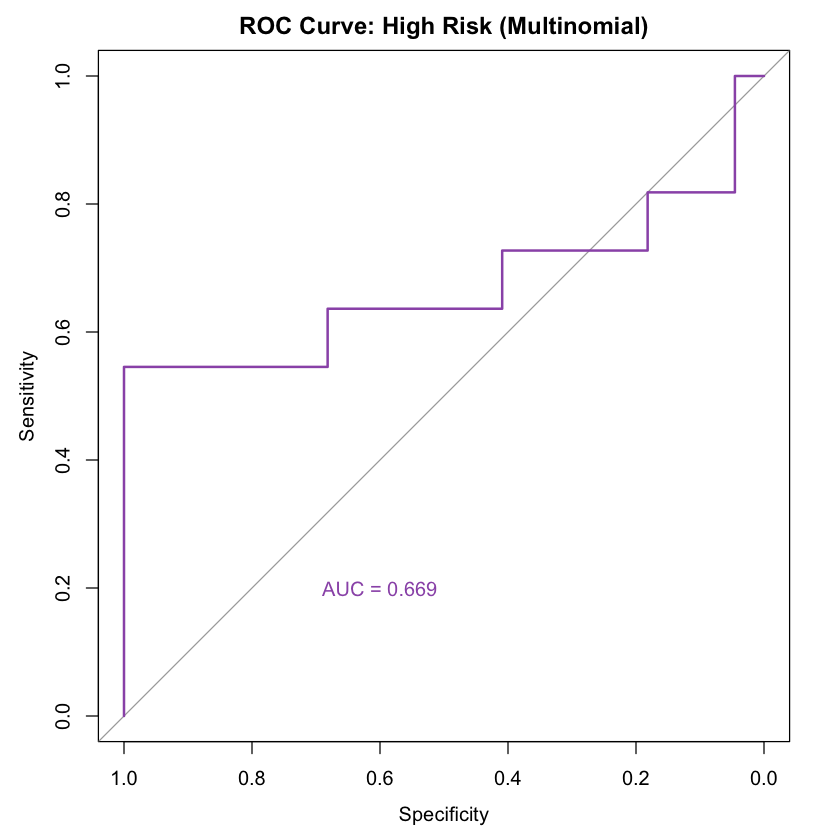 ROC Curve: High Risk (Multinomial)
1.0
0.8
0.6
0.4
0.2
0.0
Sensitivity
AUC = 0.669
1.0 0.8 0.6 0.4 0.2 0.0
Specificity